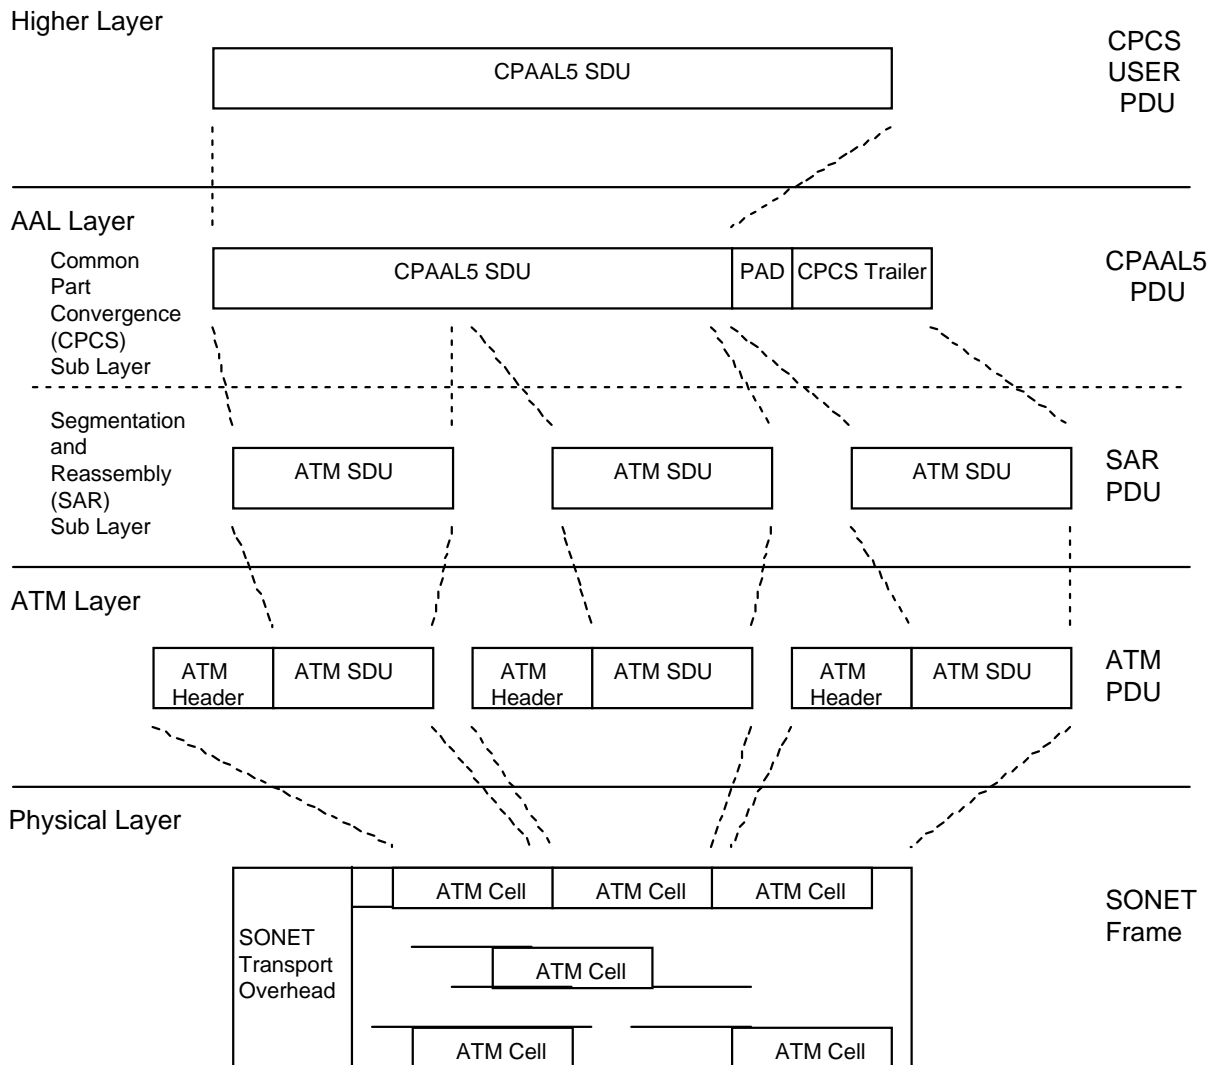 Higher Layer
CPAAL5 SDU
CPCS
USER
PDU
AAL Layer
Common
Part
Convergence
(CPCS)
Sub Layer
CPAAL5 SDU
PAD
CPCS Trailer
CPAAL5
PDU
Segmentation
and
Reassembly
(SAR)
Sub Layer
ATM SDU
ATM SDU
ATM SDU
SAR
PDU
ATM Layer
ATM
Header
ATM SDU
ATM
Header
ATM SDU
ATM
Header
ATM SDU
ATM
PDU
Physical Layer
SONET
Transport
Overhead
ATM Cell
ATM Cell
ATM Cell
ATM Cell
ATM Cell
ATM Cell
SONET
Frame